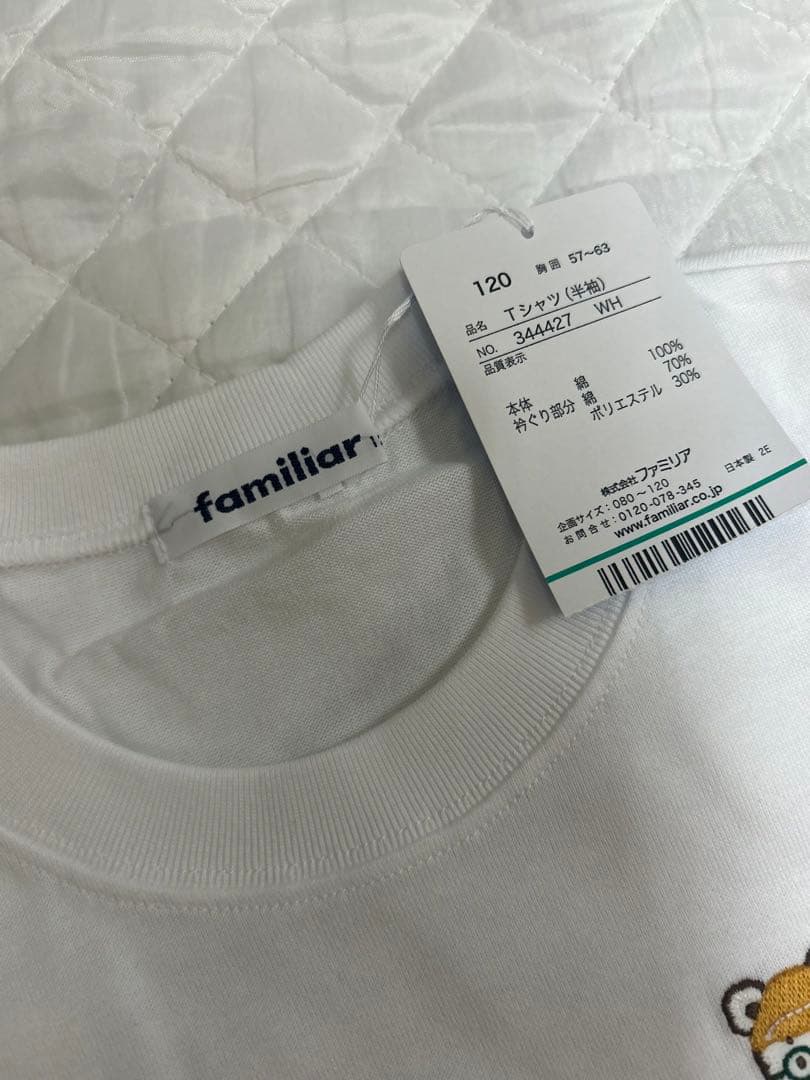 familiar
120 胸囲 57〜63
品名 Tシャツ(半袖)
NO. 344427 WH
品質表示
本体 綿 100%
衿ぐり部分 綿 70%
ポリエステル 30%
株式会社ファミリア
企画サイズ:080〜120 日本製 2E
お問合せ:0120-078-345
www.familiar.co.jp